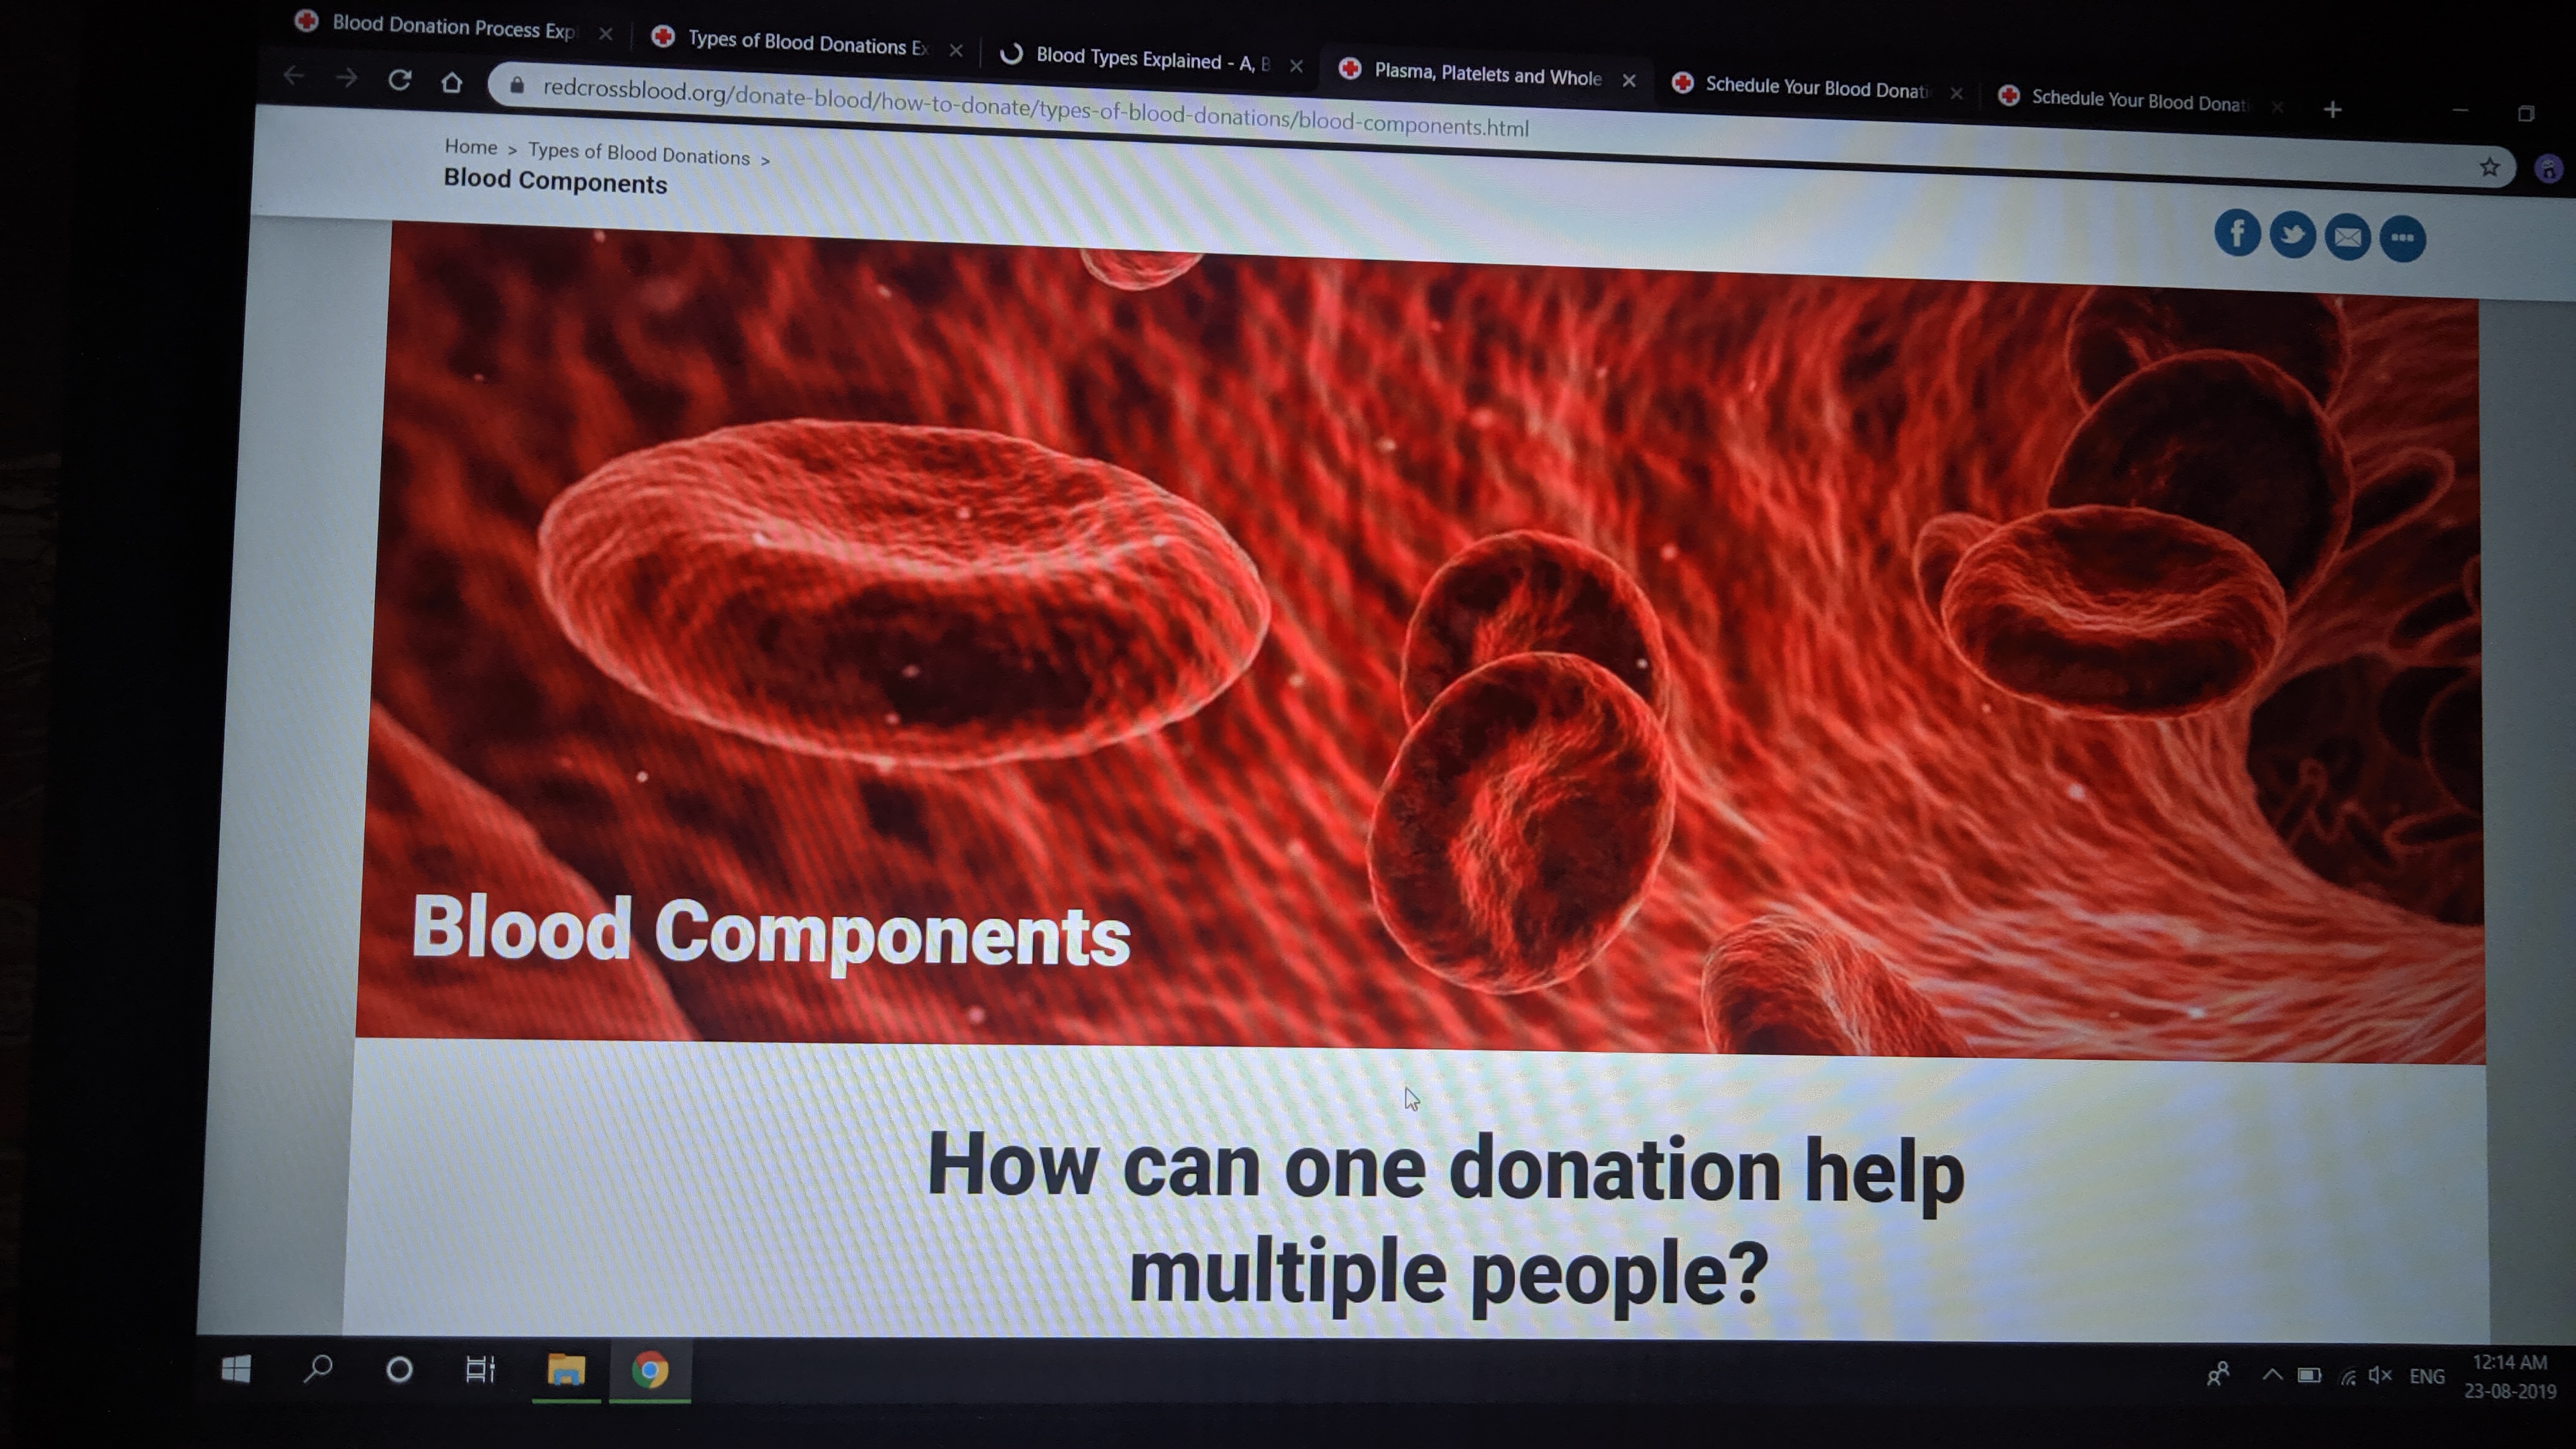 Blood Donation Process Exp
Types of Blood Donations Ex
Blood Types Explained - A, B
Plasma, Platelets and Whole
Schedule Your Blood Donati
Schedule Your Blood Donati
redcrossblood.org/donate-blood/how-to-donate/types-of-blood-donations/blood-components.html
Home > Types of Blood Donations >
Blood Components
Blood Components
How can one donation help
multiple people?
ENG
12:14 AM
23-08-2019